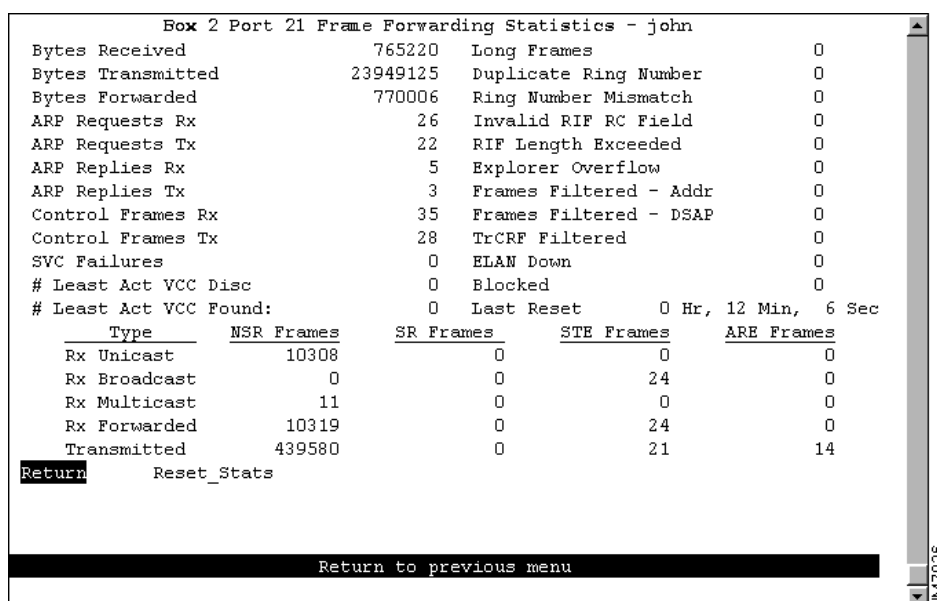 Box 2 Port 21 Frame Forwarding Statistics - john
Bytes Received 765220 Long Frames 0
Bytes Transmitted 23949125 Duplicate Ring Number 0
Bytes Forwarded 770006 Ring Number Mismatch 0
ARP Requests Rx 26 Invalid RIF RC Field 0
ARP Requests Tx 22 RIF Length Exceeded 0
ARP Replies Rx 5 Explorer Overflow 0
ARP Replies Tx 3 Frames Filtered - Addr 0
Control Frames Rx 35 Frames Filtered - DSAP 0
Control Frames Tx 28 TrCRF Filtered 0
SVC Failures 0 ELAN Down 0
# Least Act VCC Disc 0 Blocked 0
# Least Act VCC Found: 0 Last Reset 0 Hr, 12 Min, 6 Sec
Type NSR Frames SR Frames STE Frames ARE Frames
Rx Unicast 10308 0 0 0
Rx Broadcast 0 0 24 0
Rx Multicast 11 0 0 0
Rx Forwarded 10319 0 24 0
Transmitted 439580 0 21 14
Return Reset_Stats
Return to previous menu